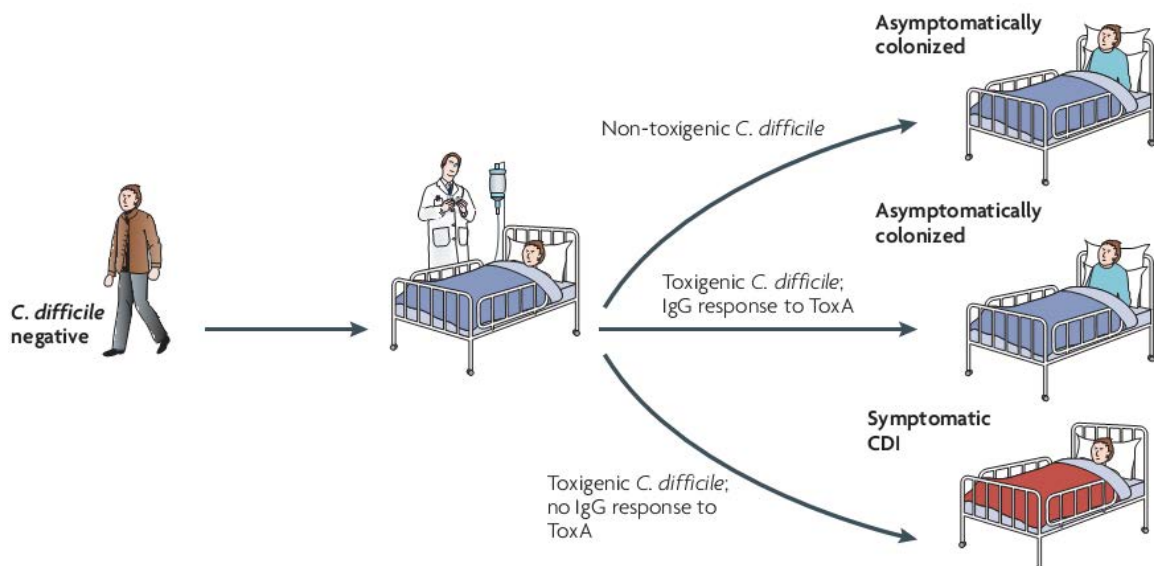 Asymptomatically
colonized
Non-toxigenic C. difficile
Asymptomatically
colonized
Toxigenic C. difficile;
IgG response to ToxA
C. difficile
negative
Symptomatic
CDI
Toxigenic C. difficile;
no IgG response to
ToxA